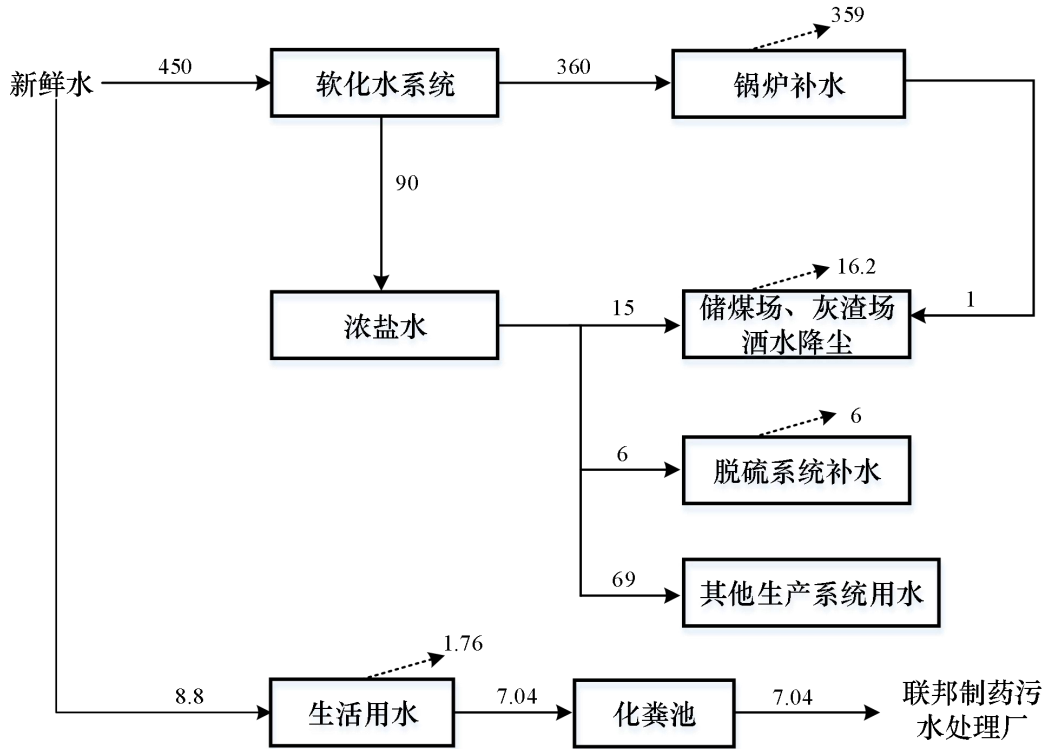 359
450
360
新鲜水
软化水系统
锅炉补水
90
16.2
浓盐水
15
储煤场、灰渣场
洒水降尘
1
6
6
脱硫系统补水
69
其他生产系统用水
1.76
8.8
生活用水
7.04
化粪池
7.04
联邦制药污
水处理厂